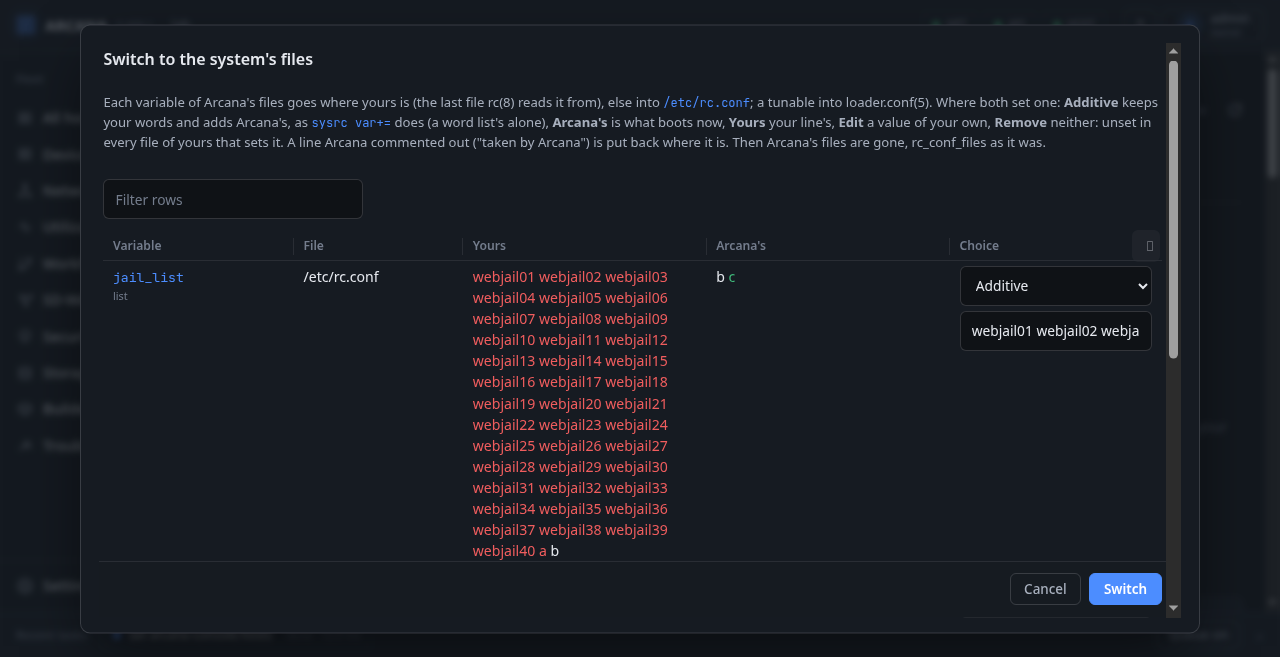 Switch to the system's files
Each variable of Arcana's files goes where yours is (the last file rc(8) reads it from), else into /etc/rc.conf; a tunable into loader.conf(5). Where both set one: Additive keeps
your words and adds Arcana's, as sysrc var+= does (a word list's alone), Arcana's is what boots now, Yours your line's, Edit a value of your own, Remove neither: unset in
every file of yours that sets it. A line Arcana commented out ("taken by Arcana") is put back where it is. Then Arcana's files are gone, rc_conf_files as it was.
Filter rows
Variable File Yours Arcana's Choice
jail_list /etc/rc.conf webjail01 webjail02 webjail03 b c Additive
list webjail04 webjail05 webjail06
webjail07 webjail08 webjail09 webjail01 webjail02 webja
webjail10 webjail11 webjail12
webjail13 webjail14 webjail15
webjail16 webjail17 webjail18
webjail19 webjail20 webjail21
webjail22 webjail23 webjail24
webjail25 webjail26 webjail27
webjail28 webjail29 webjail30
webjail31 webjail32 webjail33
webjail34 webjail35 webjail36
webjail37 webjail38 webjail39
webjail40 a b
Cancel Switch